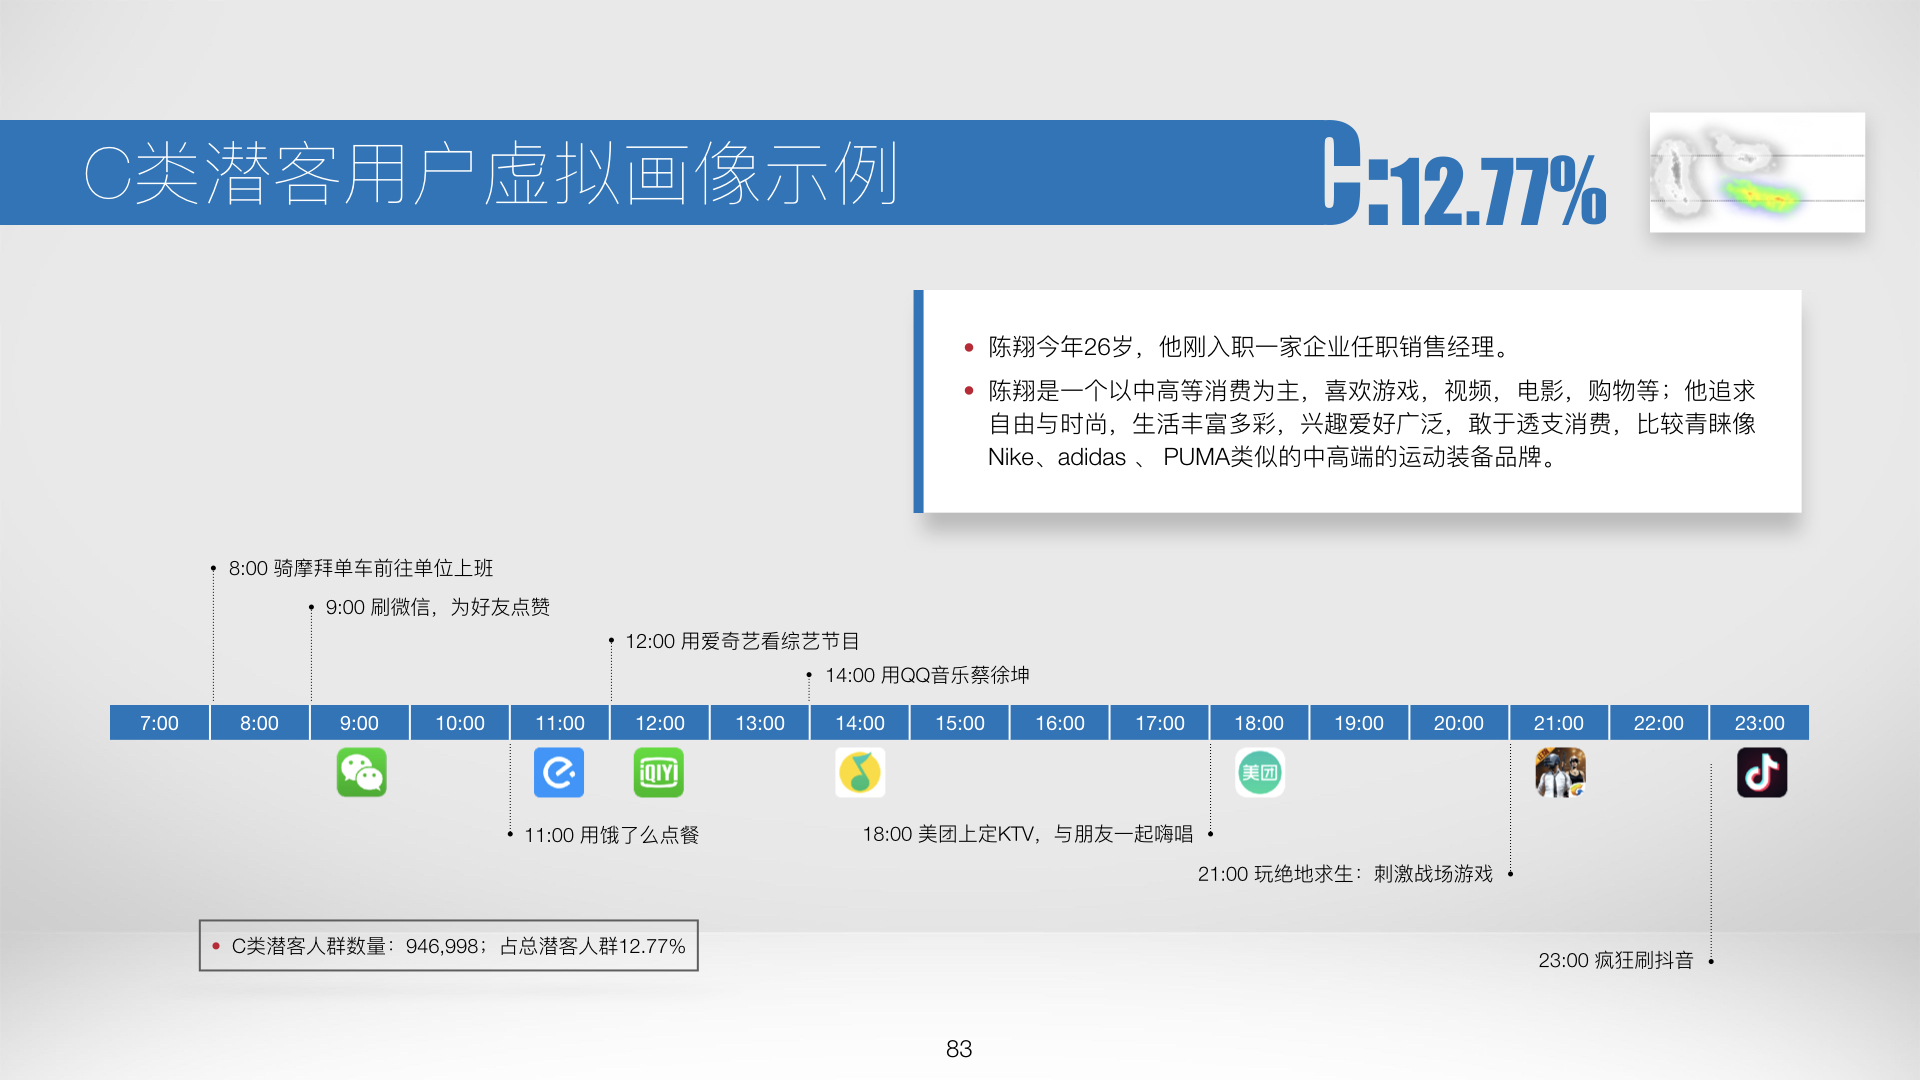 C类潜客用户虚拟画像示例
C:12.77%
陈翔今年26岁，他刚入职一家企业任职销售经理。
陈翔是一个以中高等消费为主，喜欢游戏，视频，电影，购物等；他追求
自由与时尚，生活丰富多彩，兴趣爱好广泛，敢于透支消费，比较青睐像
Nike、adidas 、 PUMA类似的中高端的运动装备品牌。
8:00 骑摩拜单车前往单位上班
9:00 刷微信，为好友点赞
12:00 用爱奇艺看综艺节目
14:00 用QQ音乐蔡徐坤
7:00 8:00 9:00 10:00 11:00 12:00 13:00 14:00 15:00 16:00 17:00 18:00 19:00 20:00 21:00 22:00 23:00
iQIYI
美团
11:00 用饿了么点餐
18:00 美团上定KTV，与朋友一起嗨唱
21:00 玩绝地求生：刺激战场游戏
C类潜客人群数量：946,998；占总潜客人群12.77%
23:00 疯狂刷抖音
83